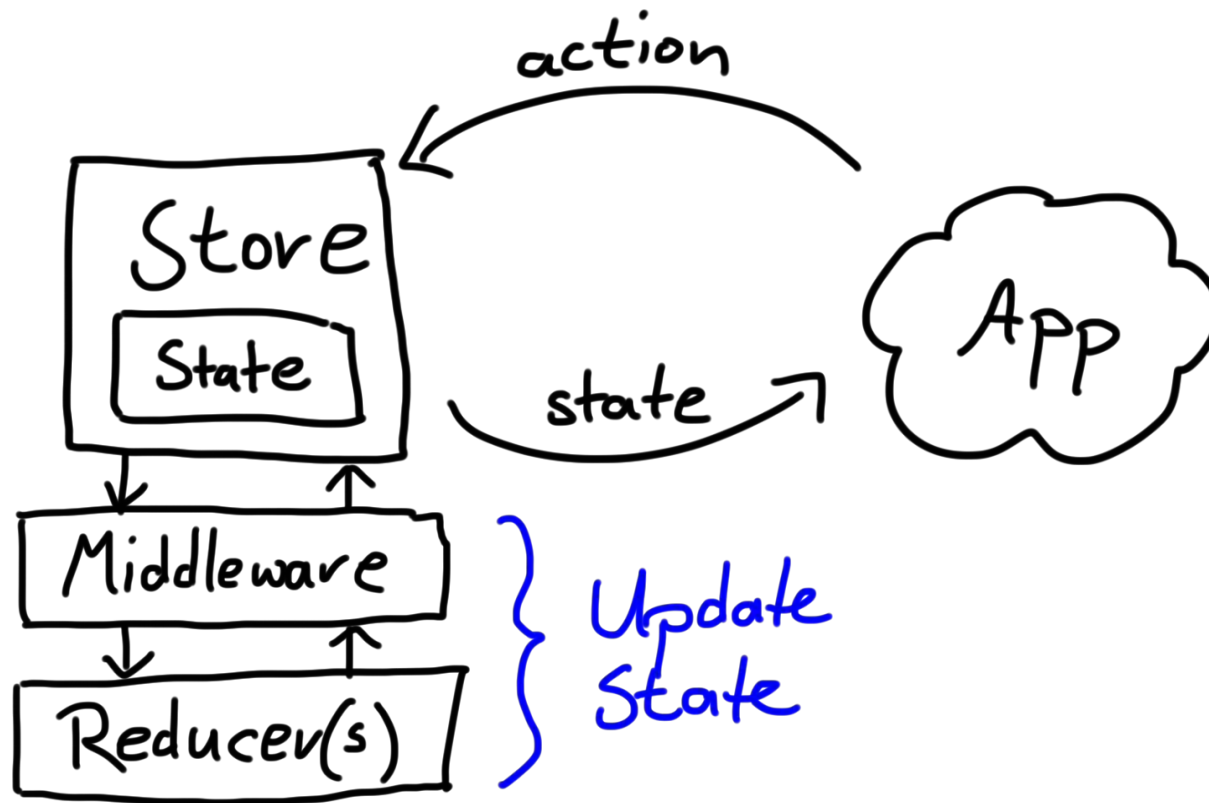 action
Store
State
state
App
Middleware
Reducer(s)
Update
State